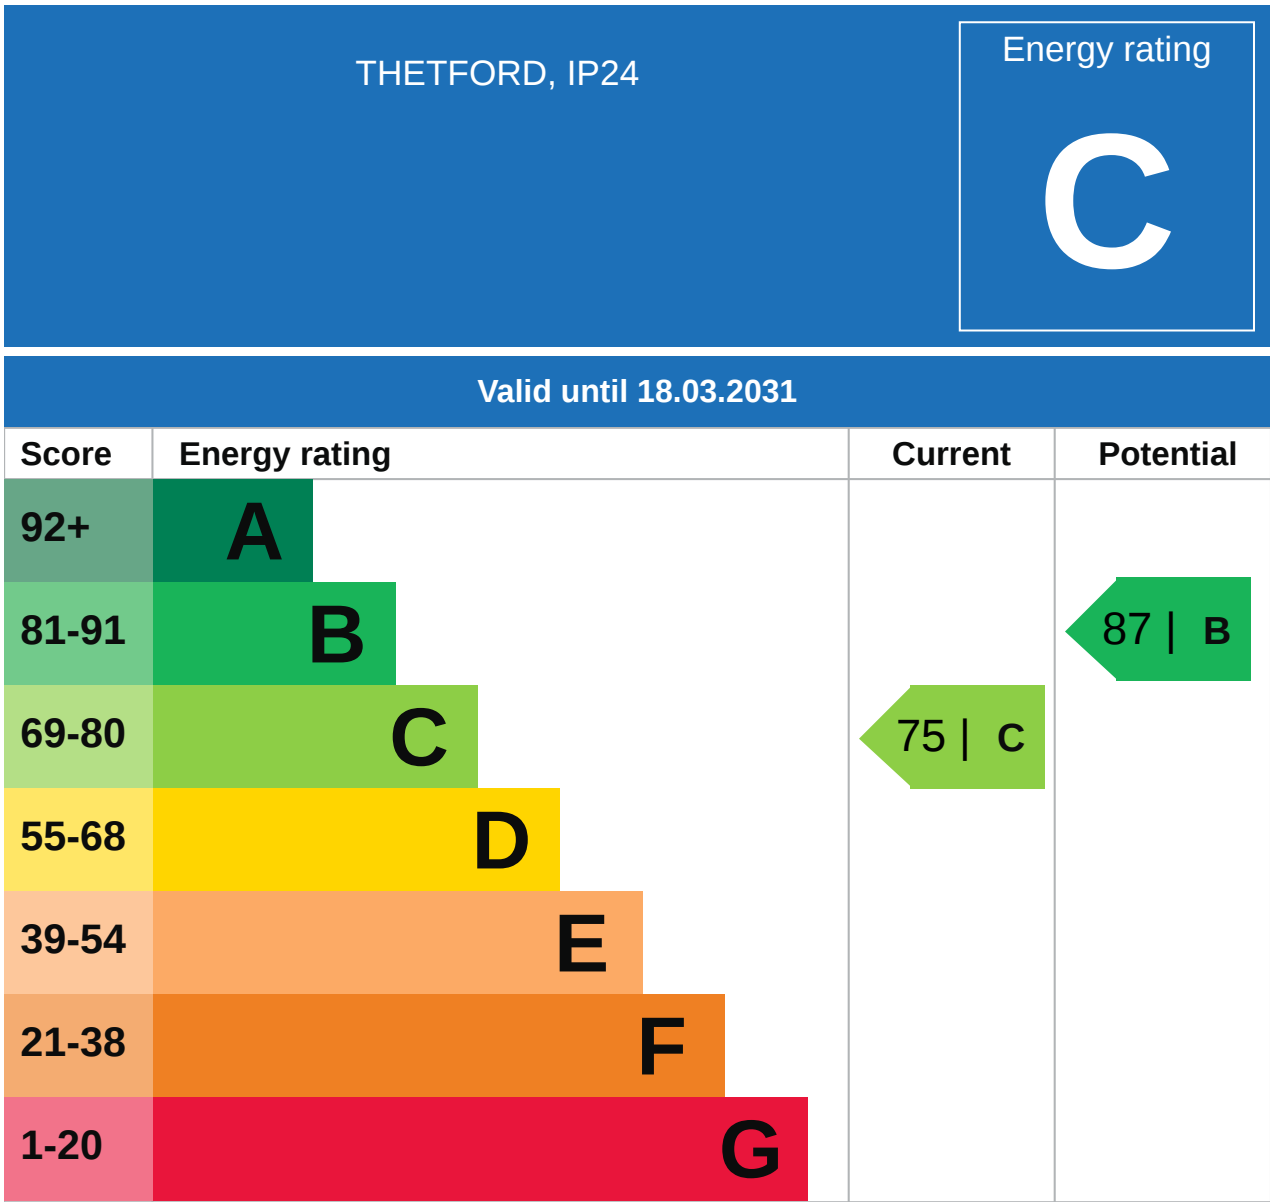 THETFORD, IP24
Energy rating
C
Valid until 18.03.2031
Score Energy rating Current Potential
92+ A
81-91 B 87 | B
69-80 C 75 | C
55-68 D
39-54 E
21-38 F
1-20 G